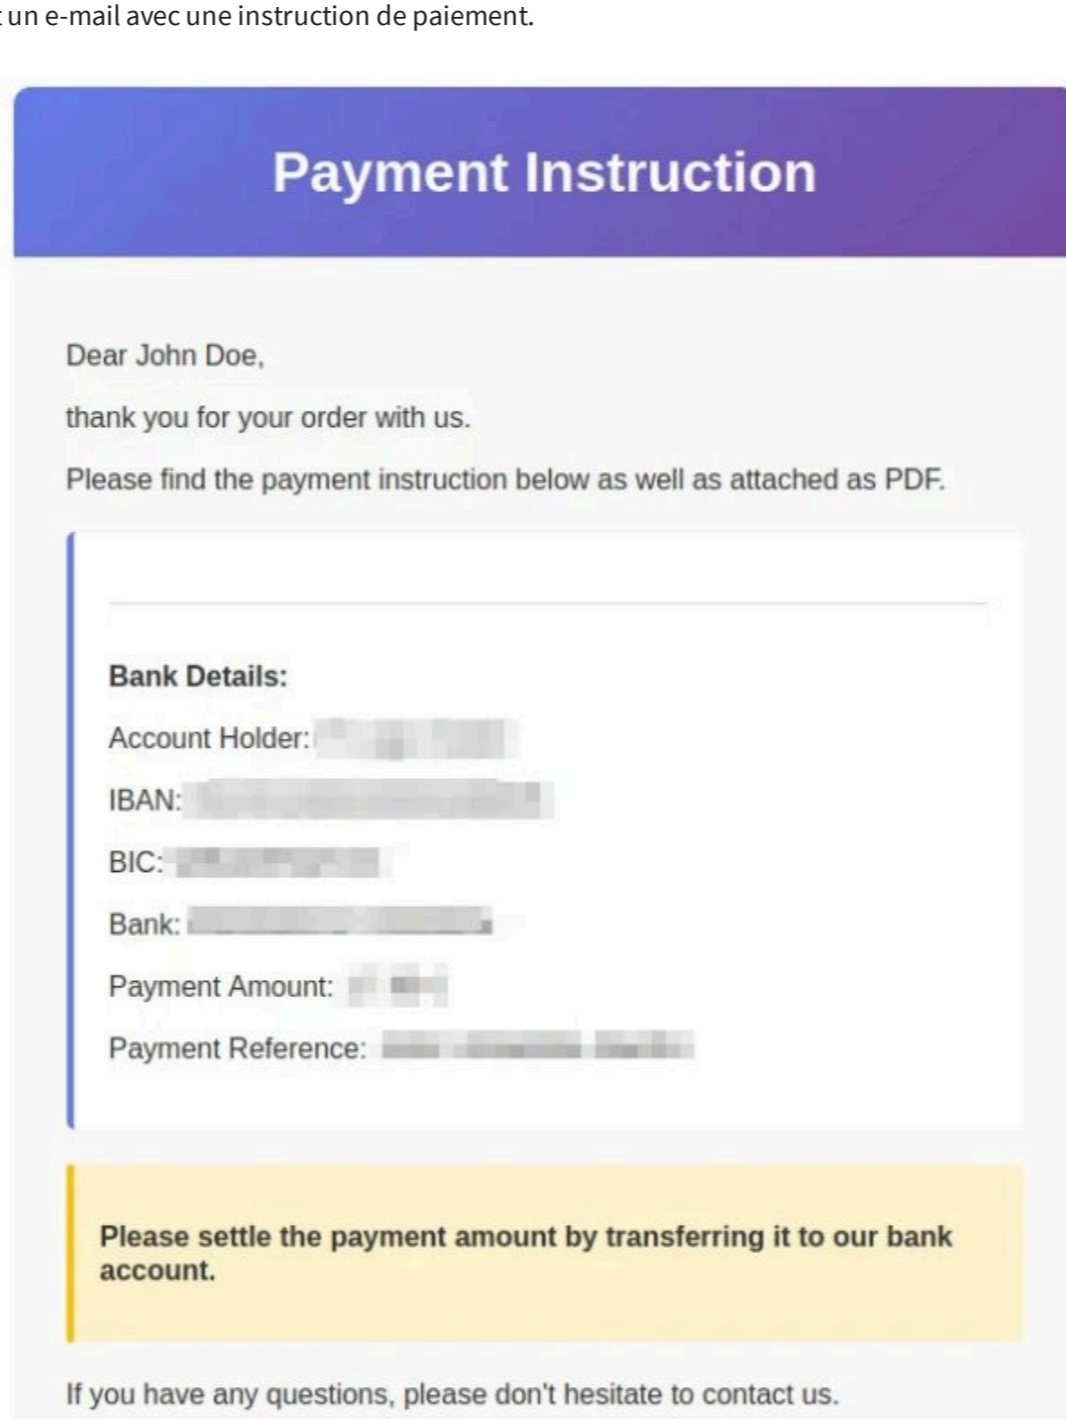 un e-mail avec une instruction de paiement.
Payment Instruction
Dear John Doe,
thank you for your order with us.
Please find the payment instruction below as well as attached as PDF.
Bank Details:
Account Holder:
IBAN:
BIC:
Bank:
Payment Amount:
Payment Reference:
Please settle the payment amount by transferring it to our bank
account.
If you have any questions, please don't hesitate to contact us.